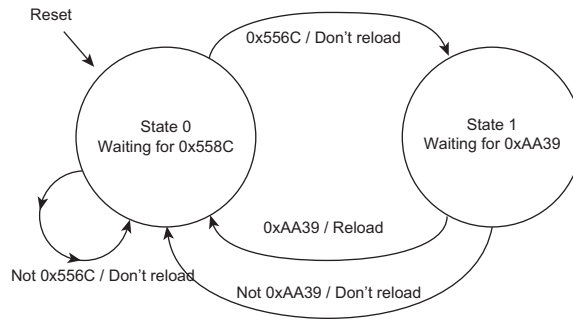 Reset
0x556C / Don't reload
State 0
Waiting for 0x558C
State 1
Waiting for 0xAA39
0xAA39 / Reload
Not 0x556C / Don't reload
Not 0xAA39 / Don't reload